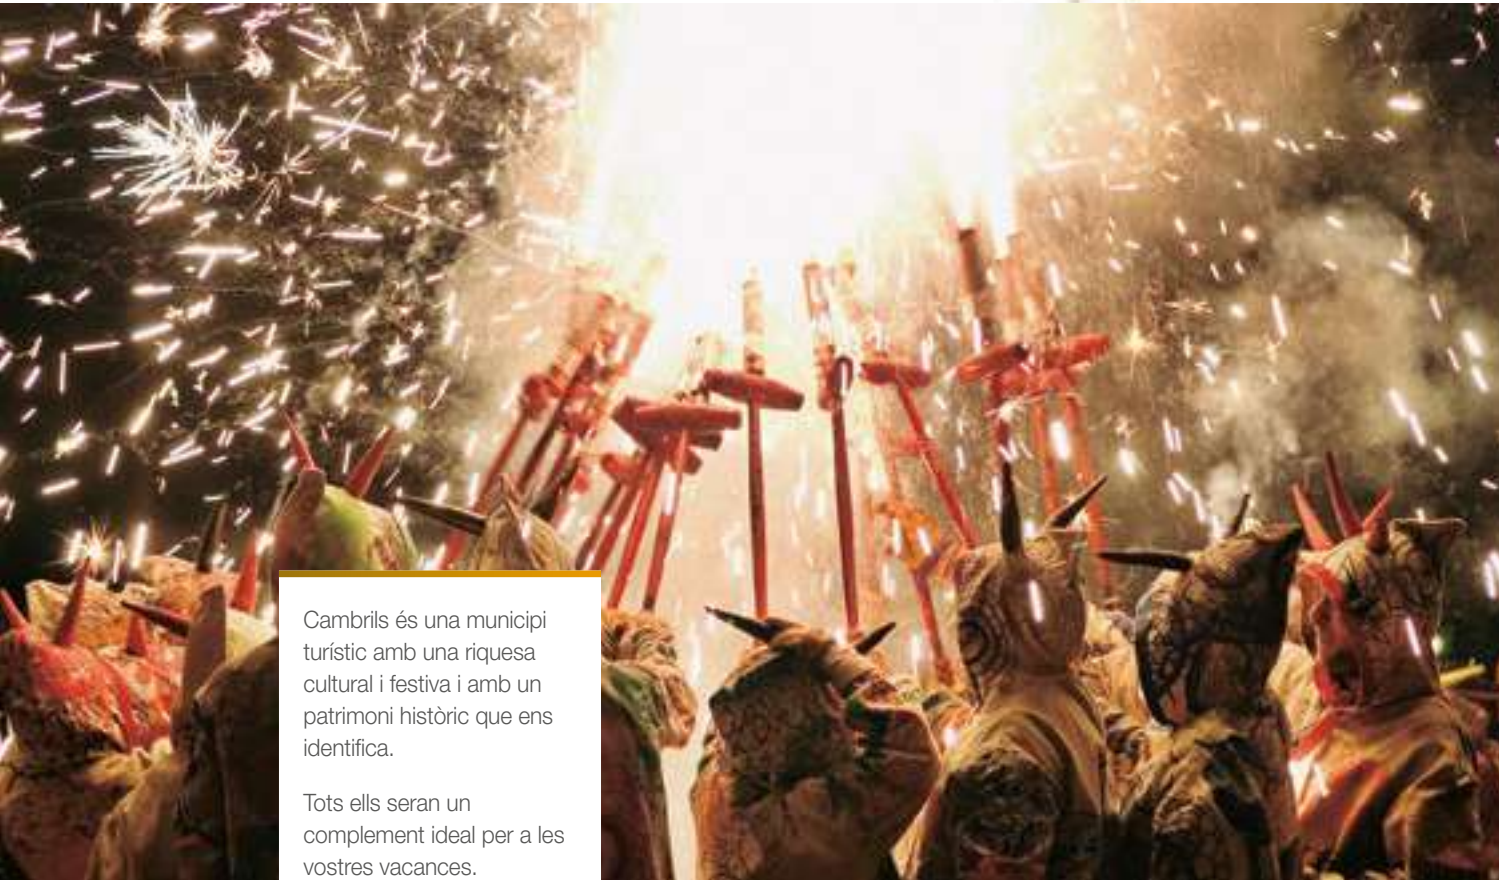 Cambrils és una municipi
turístic amb una riquesa
cultural i festiva i amb un
patrimoni històric que ens
identifica.
Tots ells seran un
complement ideal per a les
vostres vacances.